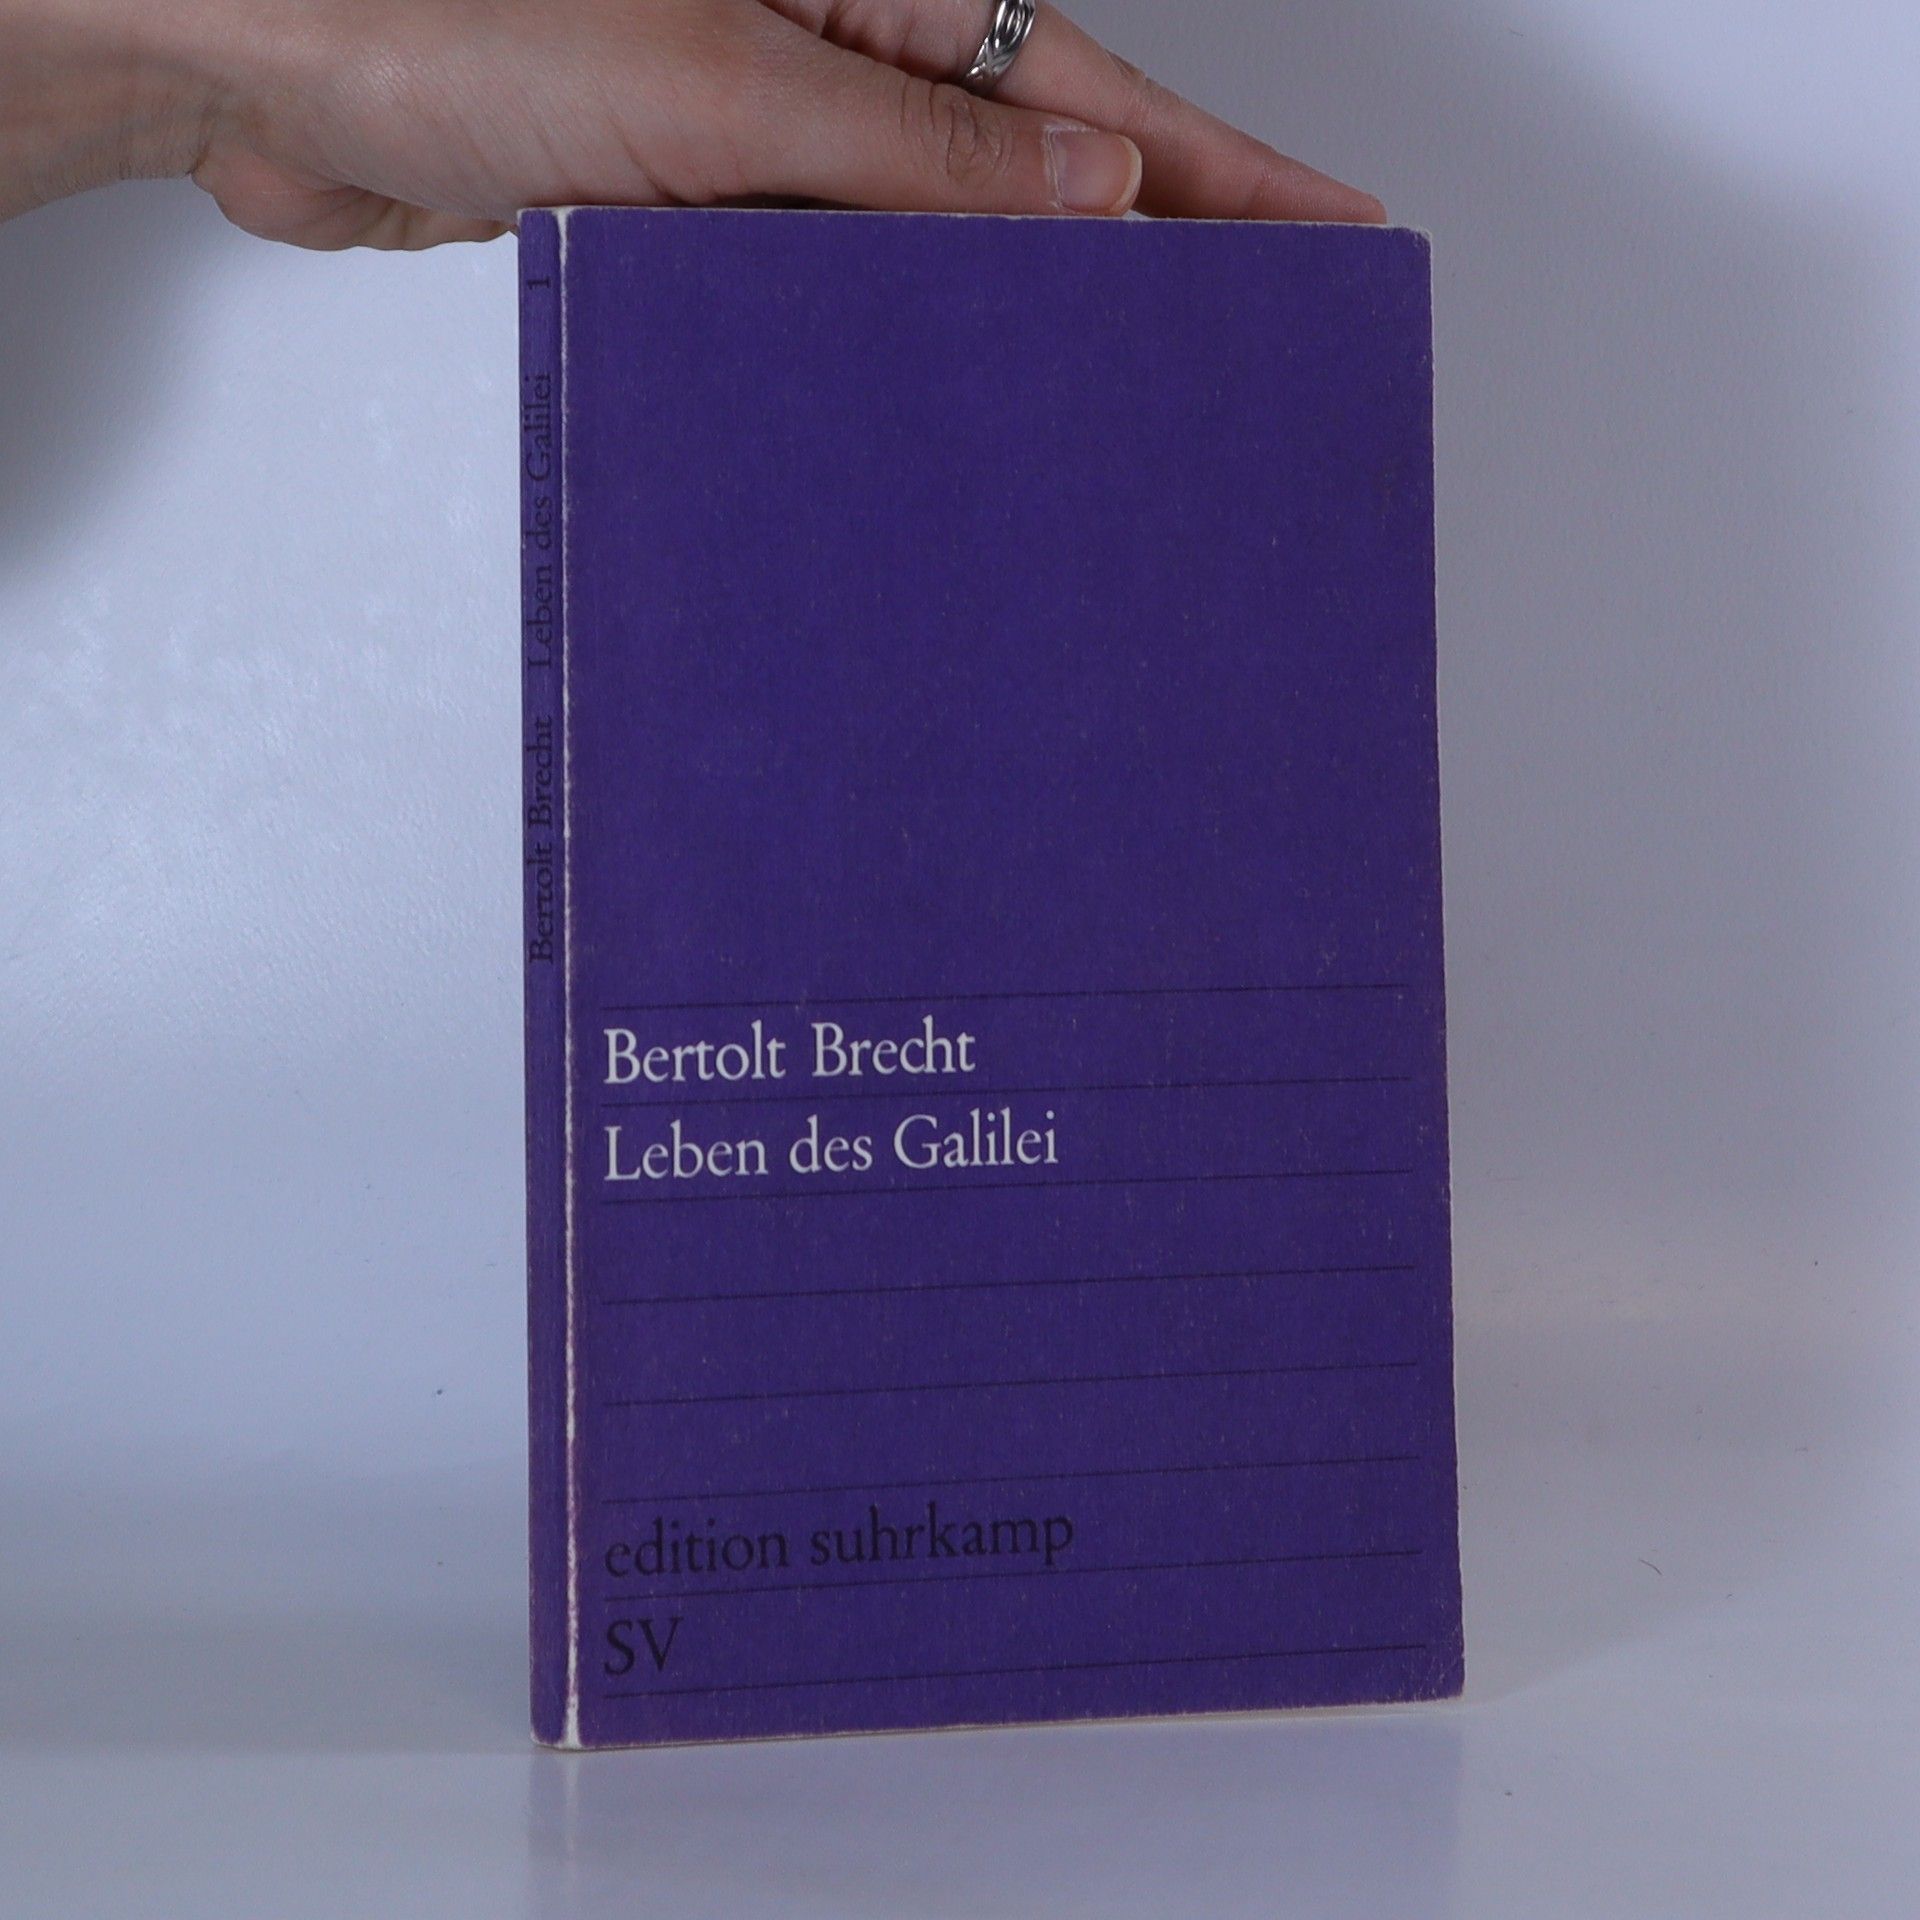 Bertolt Brecht Leben des Galilei 1
Bertolt Brecht
Leben des Galilei
edition suhrkamp
SV